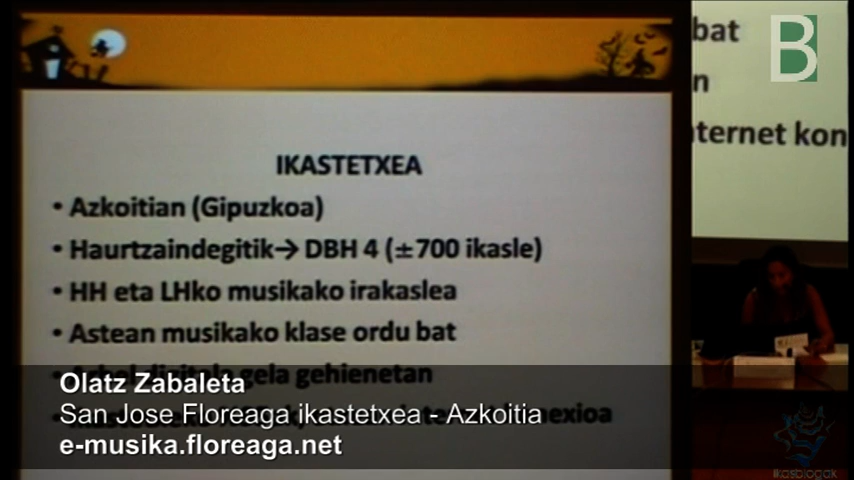 IKASTETXEA
• Azkoitian (Gipuzkoa)
• Haurtzaindegitik→ DBH 4 (±700 ikasle)
• HH eta LHko musikako irakaslea
• Astean musikako klase ordu bat
gela gehienetan
Olatz Zabaleta
San Jose Floreaga ikastetxea - Azkoitia
e-musika.floreaga.net
bat
B
n
nternet kon
ikasblogak